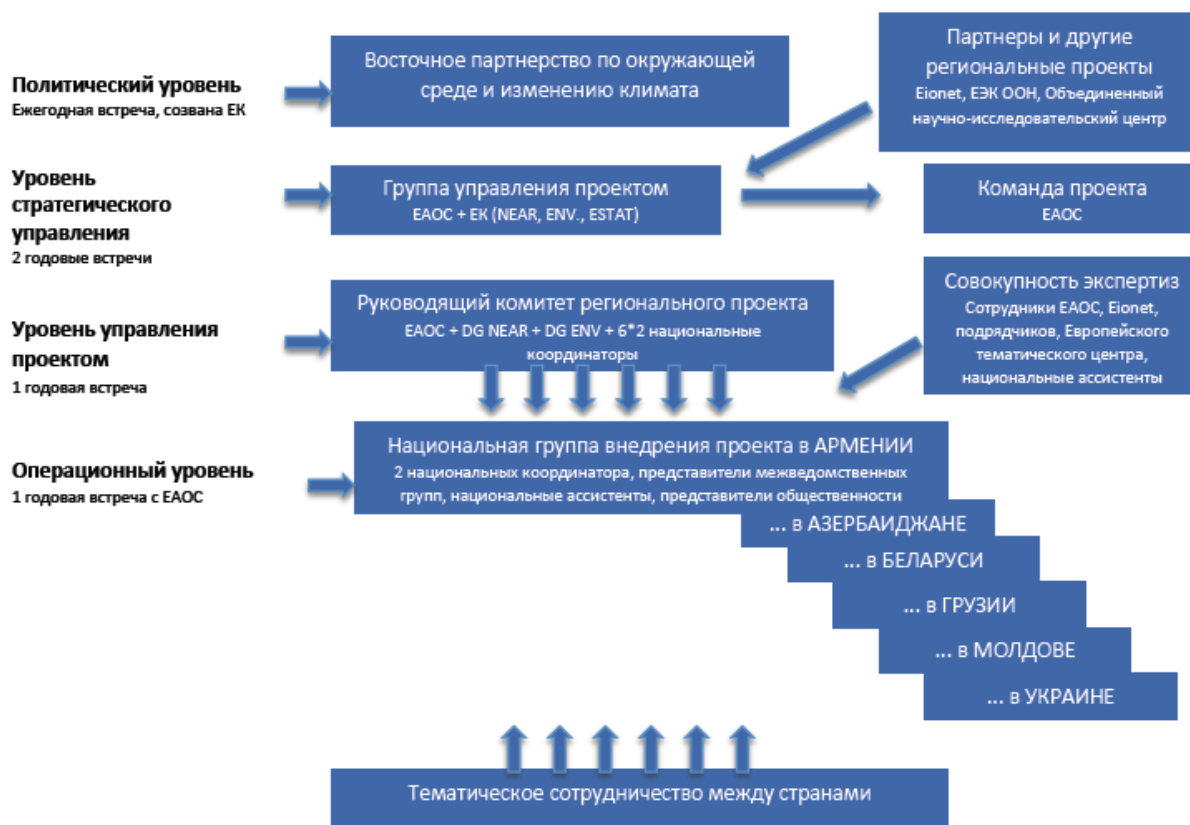 Политический уровень
Ежегодная встреча, созвана ЕК
Восточное партнерство по окружающей
среде и изменению климата
Партнеры и другие
региональные проекты
Eionet, ЕЭК ООН, Объединенный
научно-исследовательский центр
Уровень
стратегического
управления
2 годовые встречи
Группа управления проектом
ЕАОС + ЕК (NEAR, ENV., ESTAT)
Команда проекта
ЕАОС
Уровень управления
проектом
1 годовая встреча
Руководящий комитет регионального проекта
ЕАОС + DG NEAR + DG ENV + 6*2 национальные
координаторы
Совокупность экспертиз
Сотрудники ЕАОС, Eionet,
подрядчиков, Европейского
тематического центра,
национальные ассистенты
Операционный уровень
1 годовая встреча с ЕАОС
Национальная группа внедрения проекта в АРМЕНИИ
2 национальных координатора, представители межведомственных
групп, национальные ассистенты, представители общественности
... в АЗЕРБАИДЖАНЕ
... в БЕЛАРУСИ
... в ГРУЗИИ
... в МОЛДОВЕ
... в УКРАИНЕ
Тематическое сотрудничество между странами